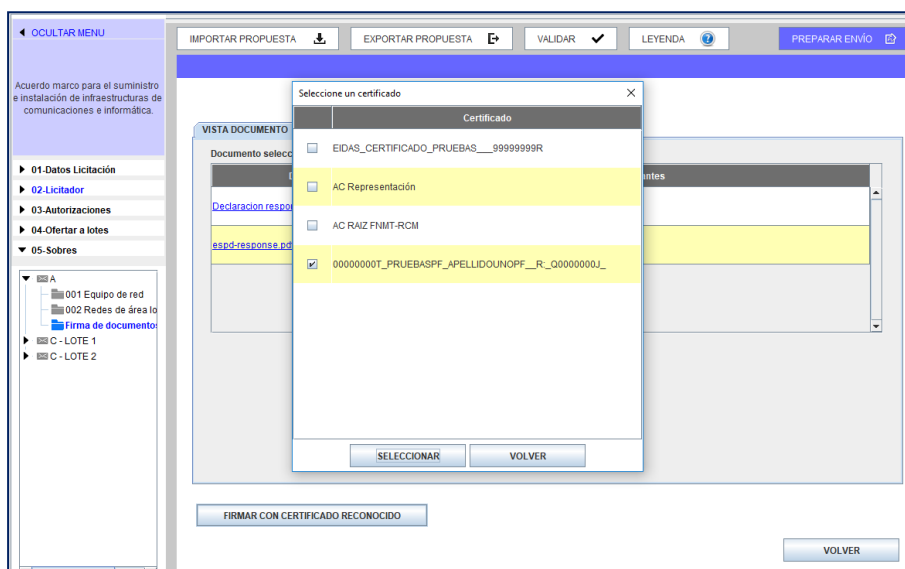 OCULTAR MENU
IMPORTAR PROPUESTA
EXPORTAR PROPUESTA
VALIDAR
LEYENDA
PREPARAR ENVÍO
Acuerdo marco para el suministro
e instalación de infraestructuras de
comunicaciones e informática.
01-Datos Licitación
02-Licitador
03-Autorizaciones
04-Ofertar a lotes
05-Sobres
A
001 Equipo de red
002 Redes de área lo
Firma de documentos
C - LOTE 1
C - LOTE 2
VISTA DOCUMENTO
Documento selecc
Declaracion respon
espd-response.pd
Seleccione un certificado
Certificado
EIDAS_CERTIFICADO_PRUEBAS___99999999R
AC Representación
AC RAIZ FNMT-RCM
00000000T_PRUEBASPF_APELLIDOUNOPF__R:_Q0000000J_
SELECCIONAR
VOLVER
FIRMAR CON CERTIFICADO RECONOCIDO
VOLVER